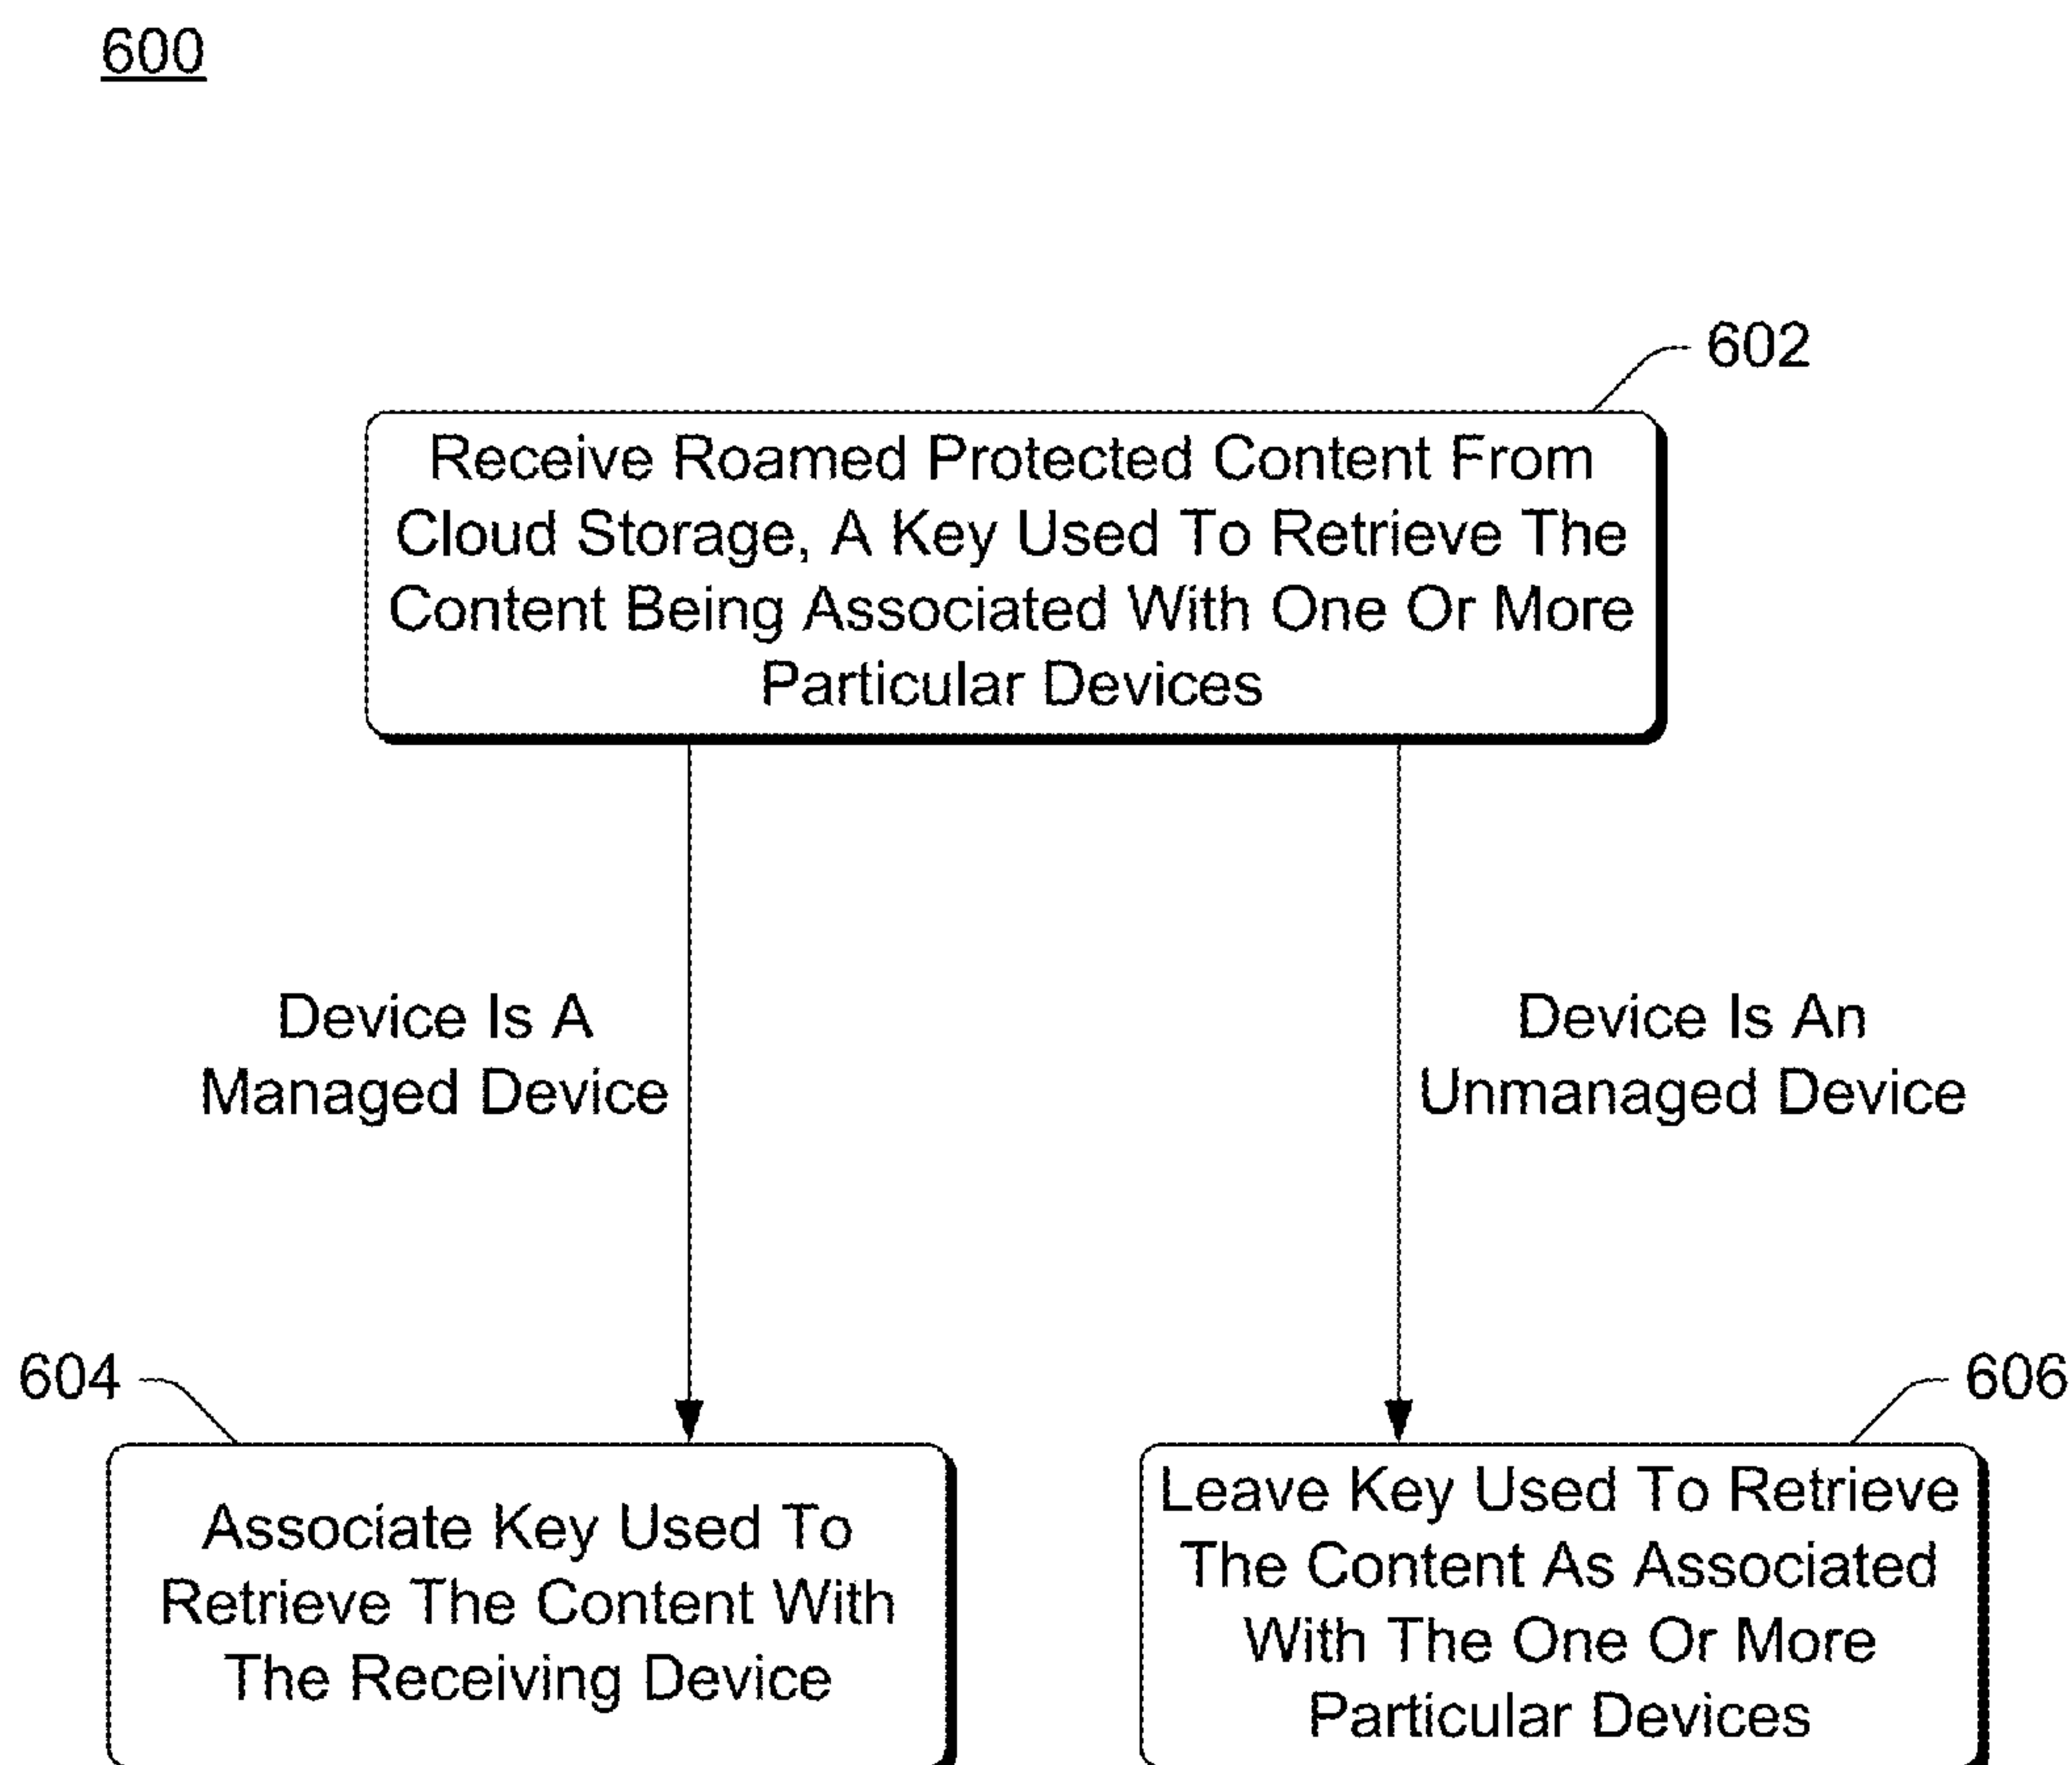 600
602
Receive Roamed Protected Content From
Cloud Storage, A Key Used To Retrieve The
Content Being Associated With One Or More
Particular Devices
Device Is A
Managed Device
Device Is An
Unmanaged Device
604
606
Associate Key Used To
Retrieve The Content With
The Receiving Device
Leave Key Used To Retrieve
The Content As Associated
With The One Or More
Particular Devices